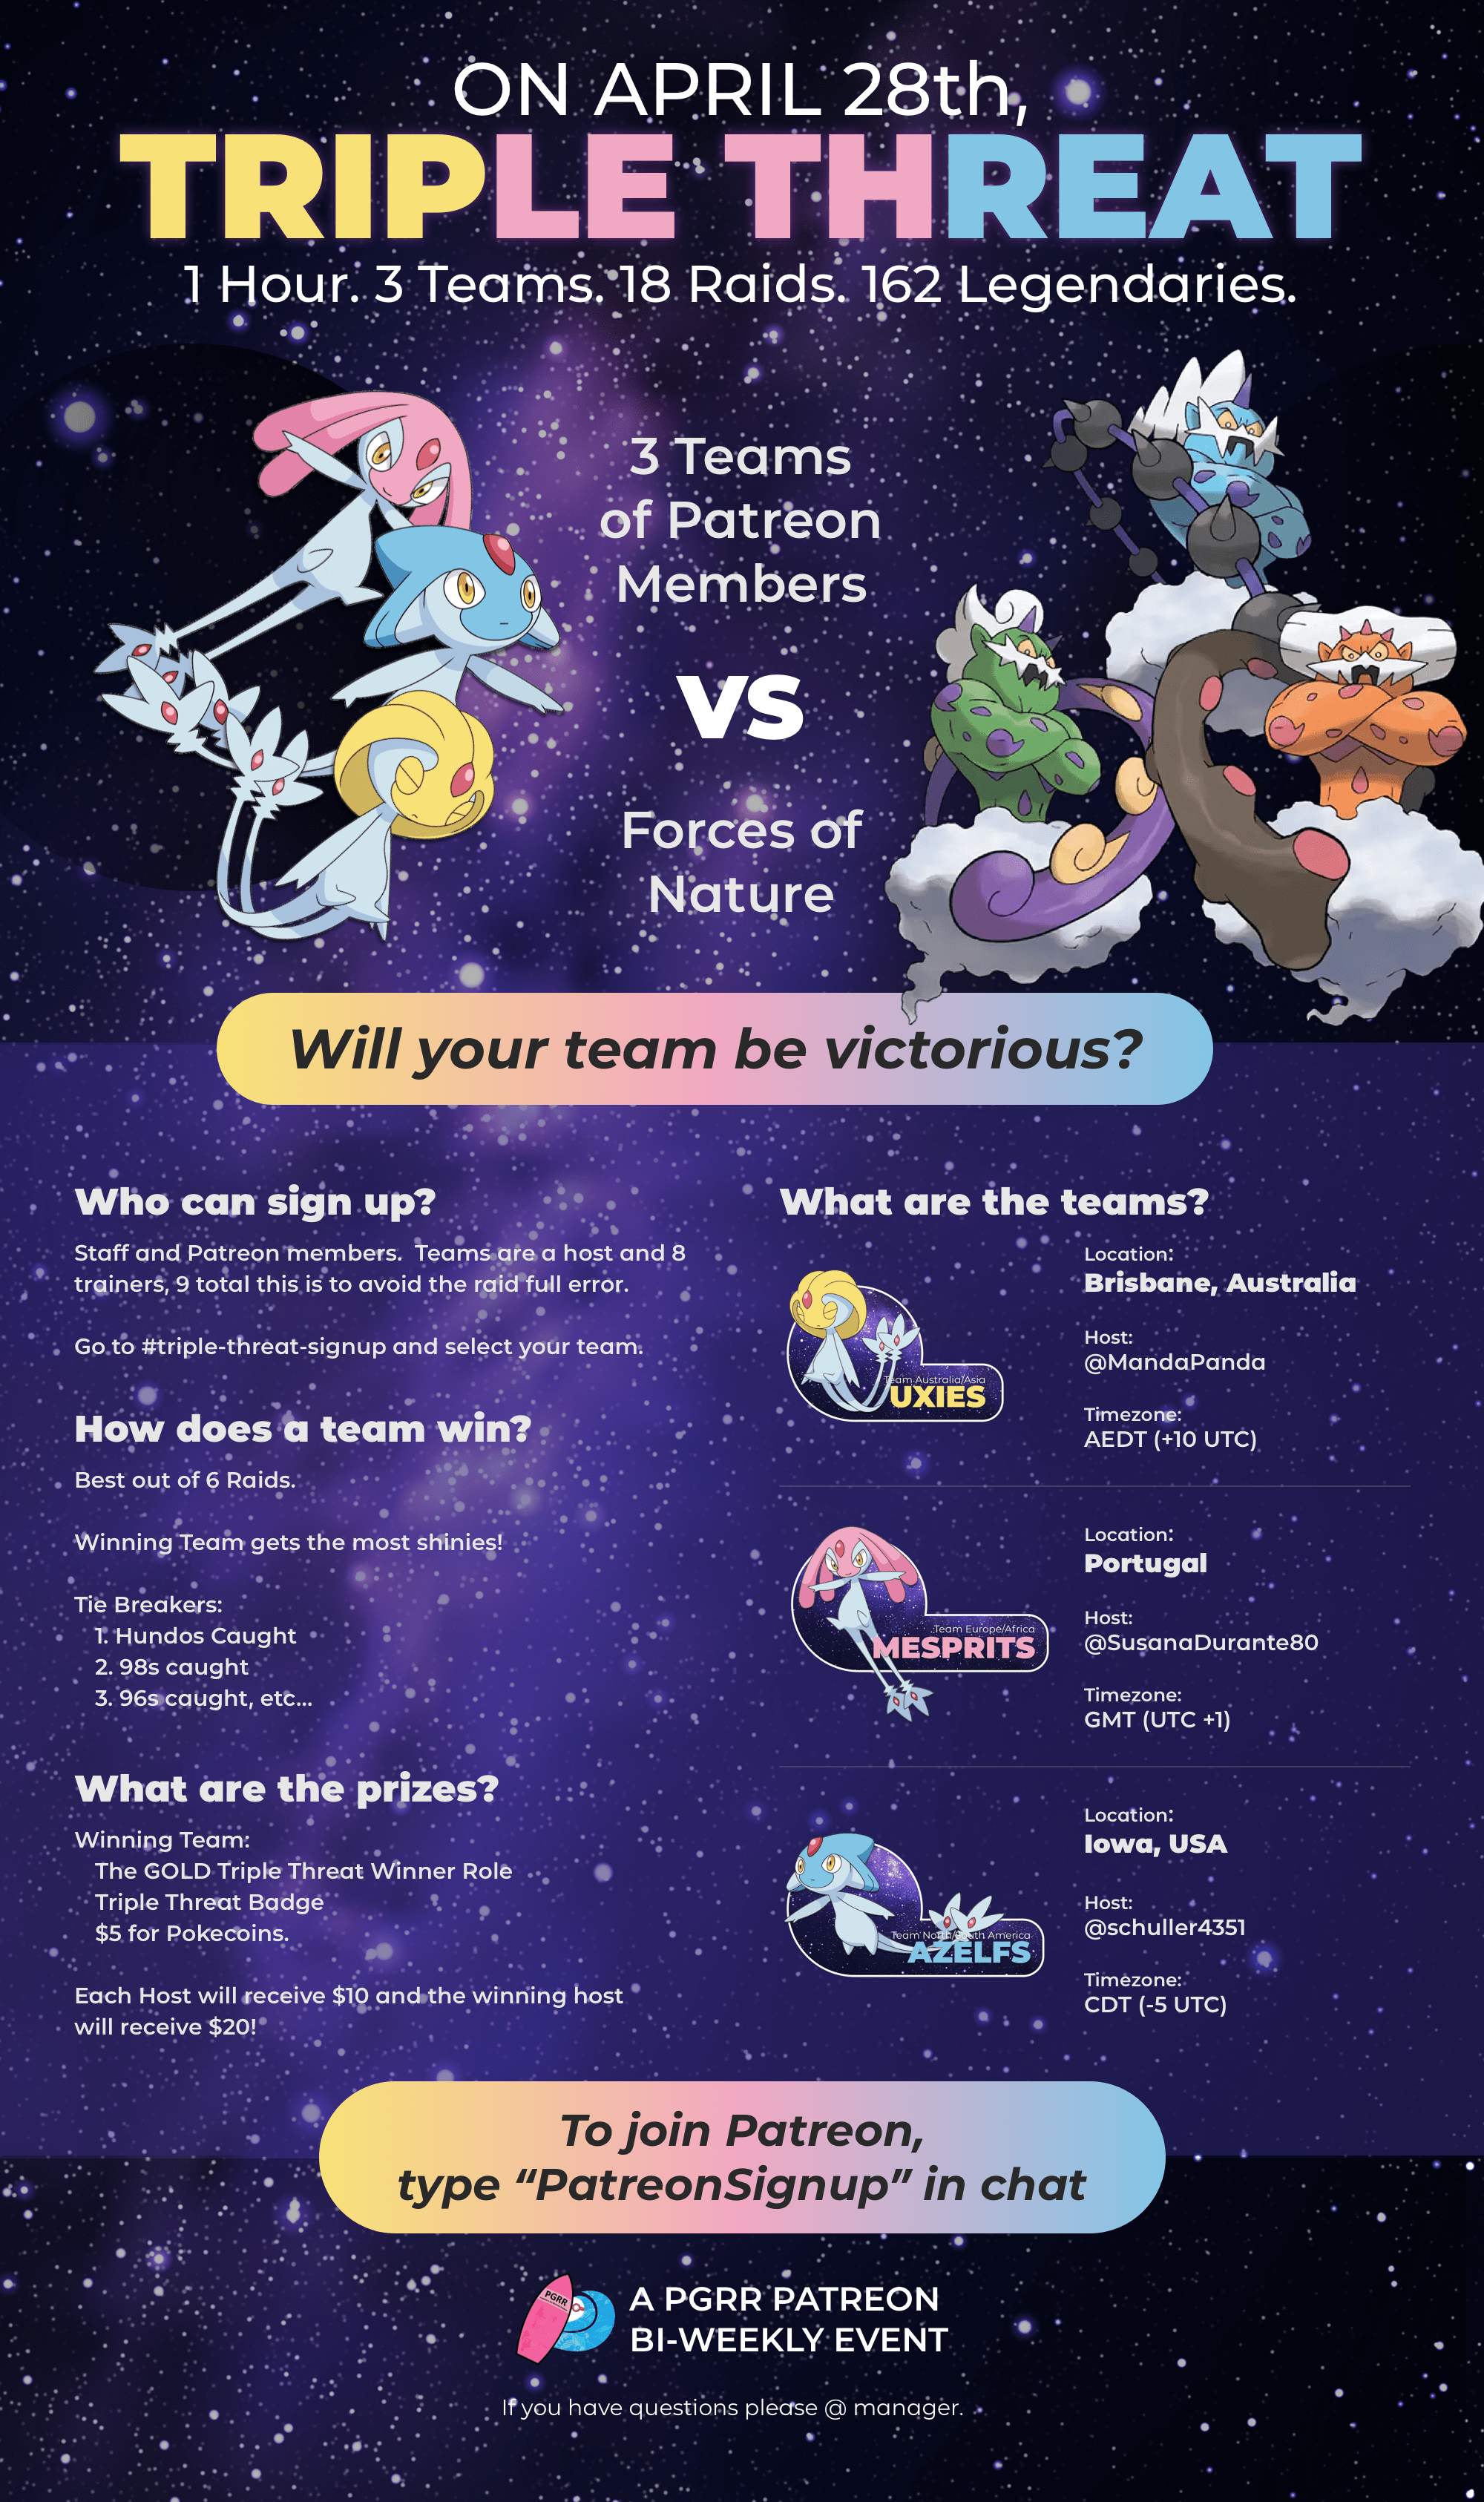 ON APRIL 28th,
TRIPLE THREAT
1 Hour. 3 Teams. 18 Raids. 162 Legendaries.
3 Teams
of Patreon
Members
VS
Forces of
Nature
Will your team be victorious?
Who can sign up?
Staff and Patreon members.  Teams are a host and 8
trainers, 9 total this is to avoid the raid full error.
Go to #triple-threat-signup and select your team.
How does a team win?
Best out of 6 Raids.
Winning Team gets the most shinies!
Tie Breakers:
1. Hundos Caught
2. 98s caught
3. 96s caught, etc...
What are the prizes?
Winning Team:
The GOLD Triple Threat Winner Role
Triple Threat Badge
$5 for Pokecoins.
Each Host will receive $10 and the winning host
will receive $20!
What are the teams?
Team Australia/Asia
UXIES
Location:
Brisbane, Australia
Host:
@MandaPanda
Timezone:
AEDT (+10 UTC)
Team Europe/Africa
MESPRITS
Location:
Portugal
Host:
@SusanaDurante80
Timezone:
GMT (UTC +1)
Team North/South America
AZELFS
Location:
Iowa, USA
Host:
@schuller4351
Timezone:
CDT (-5 UTC)
To join Patreon,
type “PatreonSignup” in chat
PGRR
A PGRR PATREON
BI-WEEKLY EVENT
If you have questions please @ manager.